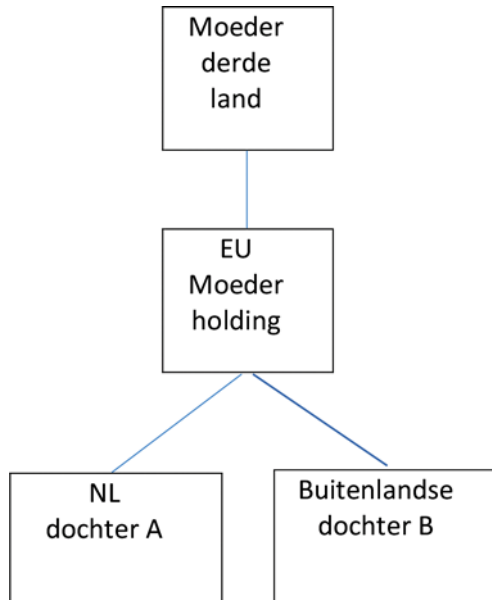 Moeder
derde
land
EU
Moeder
holding
NL
dochter A
Buitenlandse
dochter B